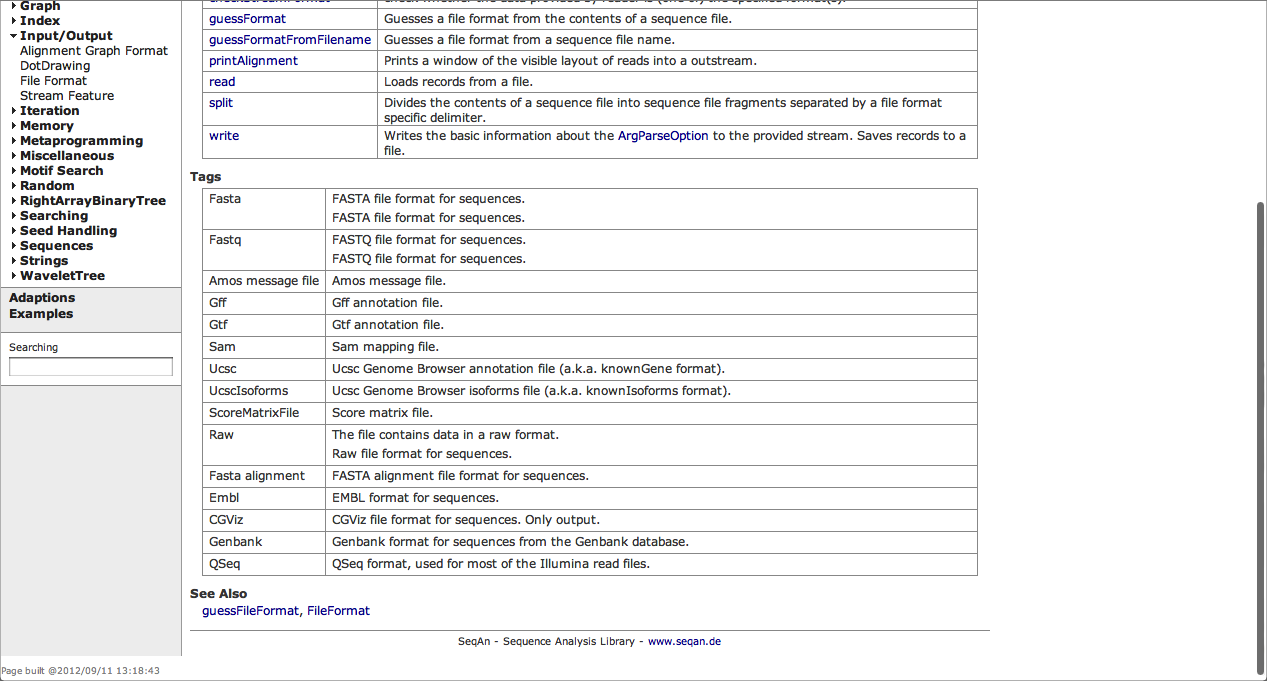 Graph
Index
Input/Output
Alignment Graph Format
DotDrawing
File Format
Stream Feature
Iteration
Memory
Metaprogramming
Miscellaneous
Motif Search
Random
RightArrayBinaryTree
Searching
Seed Handling
Sequences
Strings
WaveletTree
Adaptions
Examples
Searching
guessFormat Guesses a file format from the contents of a sequence file.
guessFormatFromFilename Guesses a file format from a sequence file name.
printAlignment Prints a window of the visible layout of reads into a outstream.
read Loads records from a file.
split Divides the contents of a sequence file into sequence file fragments separated by a file format
specific delimiter.
write Writes the basic information about the ArgParseOption to the provided stream. Saves records to a
file.
Tags
Fasta FASTA file format for sequences.
FASTA file format for sequences.
Fastq FASTQ file format for sequences.
FASTQ file format for sequences.
Amos message file Amos message file.
Gff Gff annotation file.
Gtf Gtf annotation file.
Sam Sam mapping file.
Ucsc Ucsc Genome Browser annotation file (a.k.a. knownGene format).
UcscIsoforms Ucsc Genome Browser isoforms file (a.k.a. knownIsoforms format).
ScoreMatrixFile Score matrix file.
Raw The file contains data in a raw format.
Raw file format for sequences.
Fasta alignment FASTA alignment file format for sequences.
Embl EMBL format for sequences.
CGViz CGViz file format for sequences. Only output.
Genbank Genbank format for sequences from the Genbank database.
QSeq QSeq format, used for most of the Illumina read files.
See Also
guessFileFormat, FileFormat
SeqAn - Sequence Analysis Library - www.seqan.de
Page built @2012/09/11 13:18:43